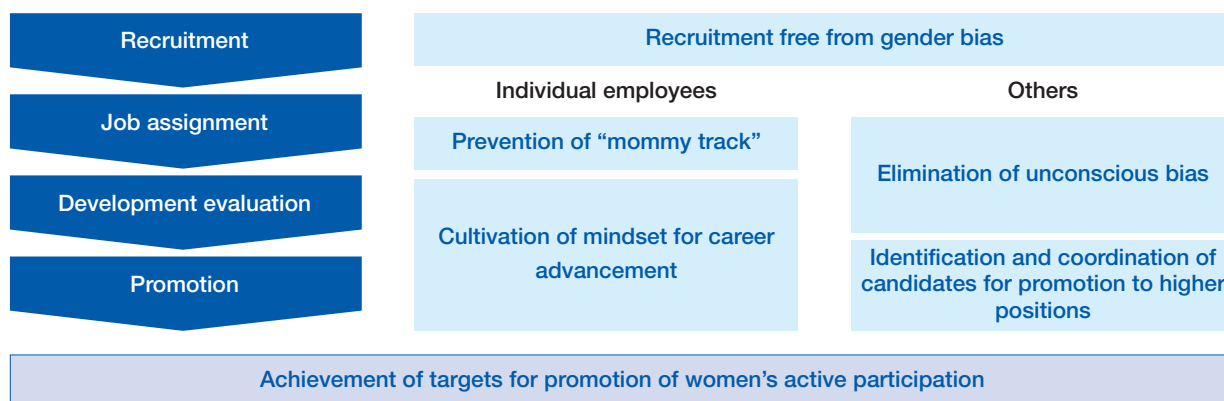 Recruitment
Recruitment free from gender bias
Individual employees
Others
Job assignment
Prevention of “mommy track”
Elimination of unconscious bias
Development evaluation
Cultivation of mindset for career
advancement
Promotion
Identification and coordination of
candidates for promotion to higher
positions
Achievement of targets for promotion of women’s active participation